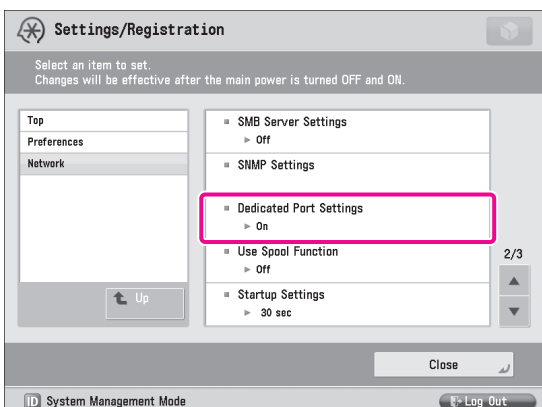 Settings/Registration
Select an item to set.
Changes will be effective after the main power is turned OFF and ON.
Top
Preferences
Network
Up
SMB Server Settings
► Off
SNMP Settings
Dedicated Port Settings
► On
Use Spool Function
► Off
Startup Settings
► 30 sec
2/3
Close
ID System Management Mode
Log Out